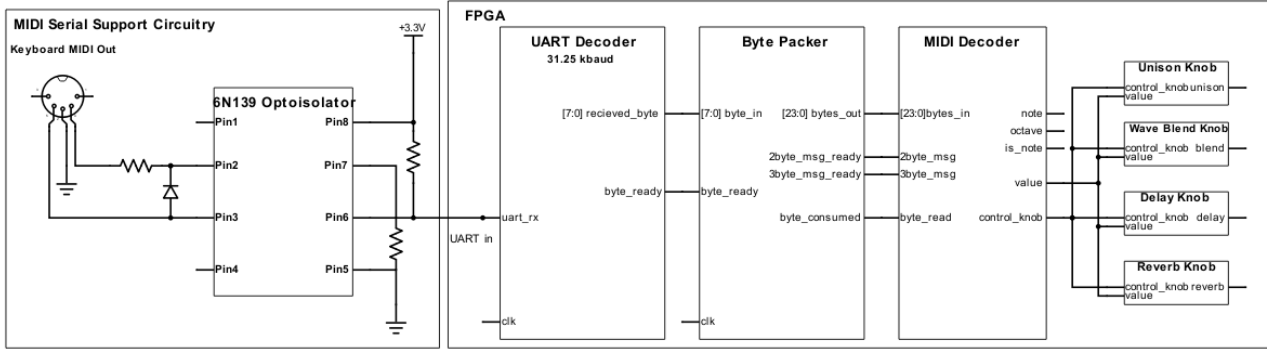 MIDI Serial Support Circuitry
Keyboard MIDI Out
+3.3V
6N139 Optoisolator
Pin1
Pin8
Pin2
Pin7
Pin3
Pin6
Pin4
Pin5
UART in
FPGA
UART Decoder
31.25 kbaud
[7:0] recieved_byte
byte_ready
uart_rx
clk
Byte Packer
[7:0] byte_in
[23:0] bytes_out
2byte_msg_ready
3byte_msg_ready
byte_ready
byte_consumed
clk
MIDI Decoder
[23:0]bytes_in
note
octave
is_note
2byte_msg
3byte_msg
value
byte_read
control_knob
Unison Knob
control_knob unison
value
Wave Blend Knob
control_knob blend
value
Delay Knob
control_knob delay
value
Reverb Knob
control_knob reverb
value